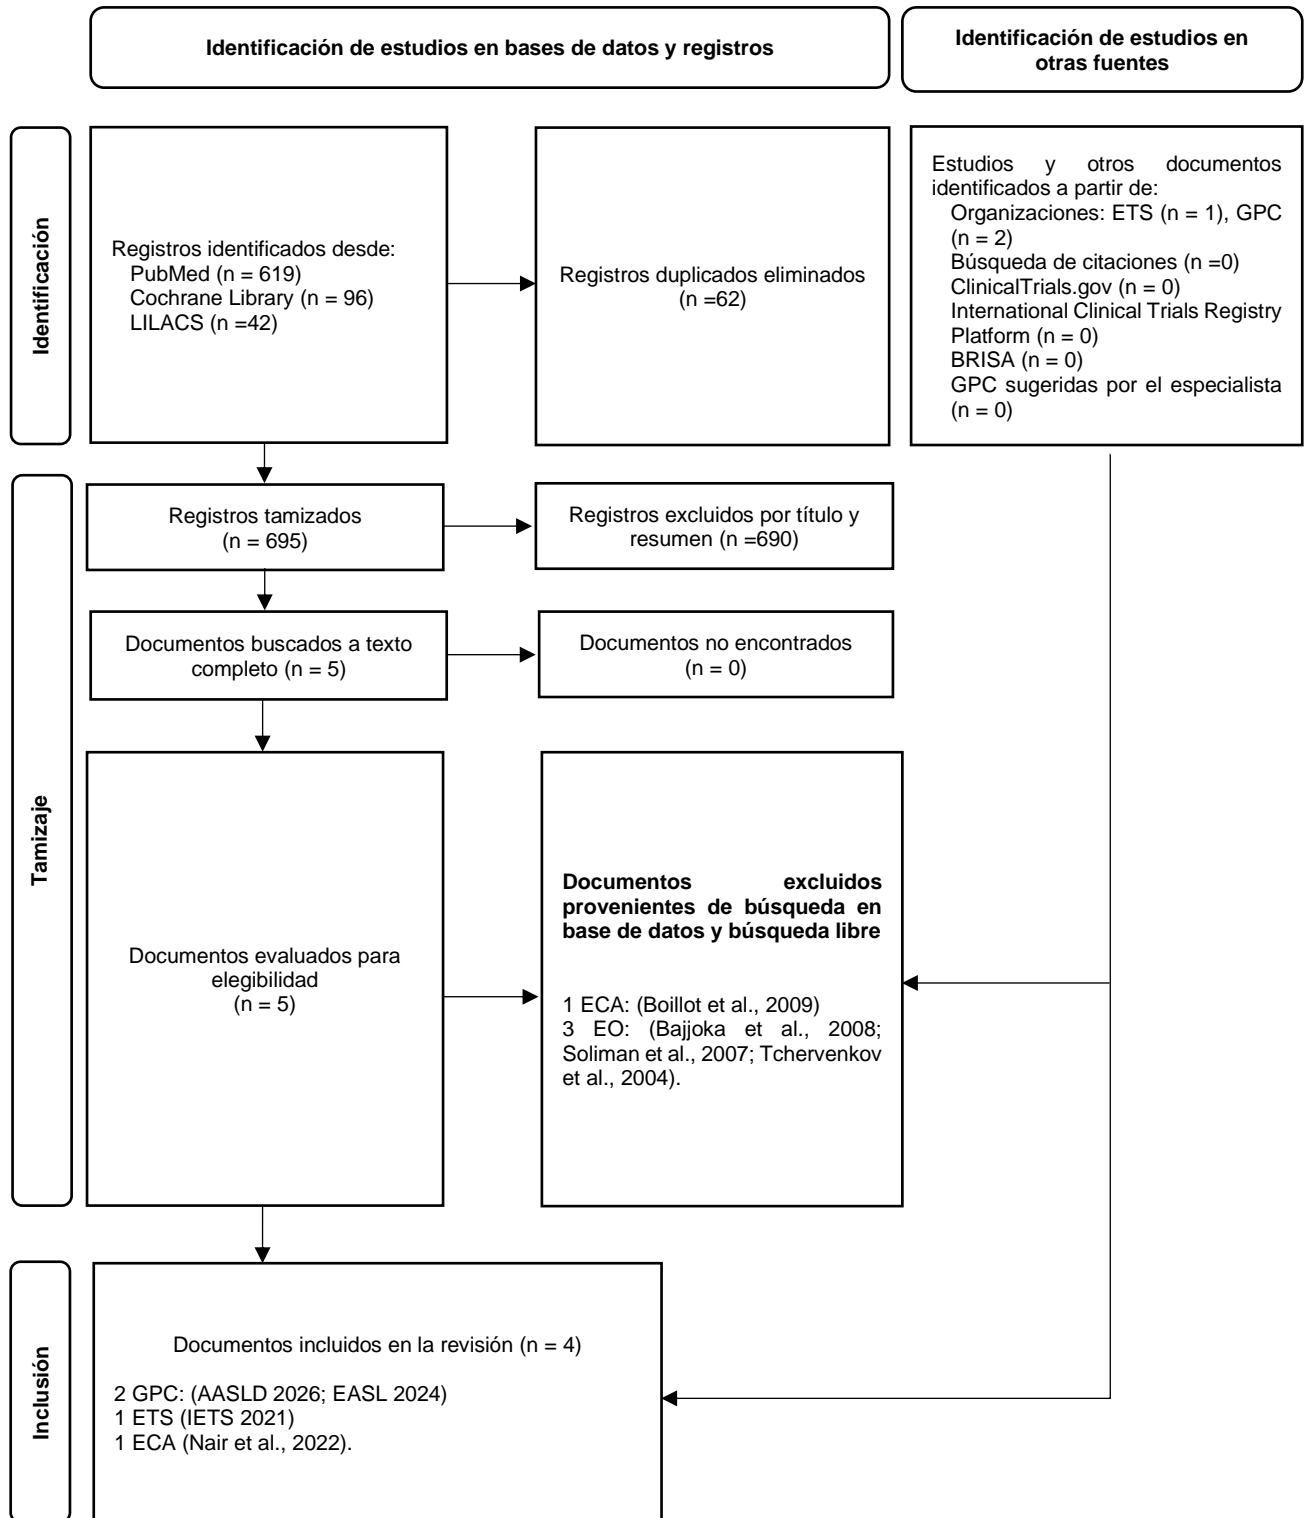 Identificación de estudios en bases de datos y registros
Identificación de estudios en
otras fuentes
Identificación
Registros identificados desde:
PubMed (n = 619)
Cochrane Library (n = 96)
LILACS (n =42)
Registros duplicados eliminados
(n =62)
Estudios y otros documentos
identificados a partir de:
Organizaciones: ETS (n = 1), GPC
(n = 2)
Búsqueda de citaciones (n =0)
ClinicalTrials.gov (n = 0)
International Clinical Trials Registry
Platform (n = 0)
BRISA (n = 0)
GPC sugeridas por el especialista
(n = 0)
Tamizaje
Registros tamizados
(n = 695)
Registros excluidos por título y
resumen (n =690)
Documentos buscados a texto
completo (n = 5)
Documentos no encontrados
(n = 0)
Documentos evaluados para
elegibilidad
(n = 5)
Documentos excluidos
provenientes de búsqueda en
base de datos y búsqueda libre
1 ECA: (Boillot et al., 2009)
3 EO: (Bajjoka et al., 2008;
Soliman et al., 2007; Tchervenkov
et al., 2004).
Inclusión
Documentos incluidos en la revisión (n = 4)
2 GPC: (AASLD 2026; EASL 2024)
1 ETS (IETS 2021)
1 ECA (Nair et al., 2022).